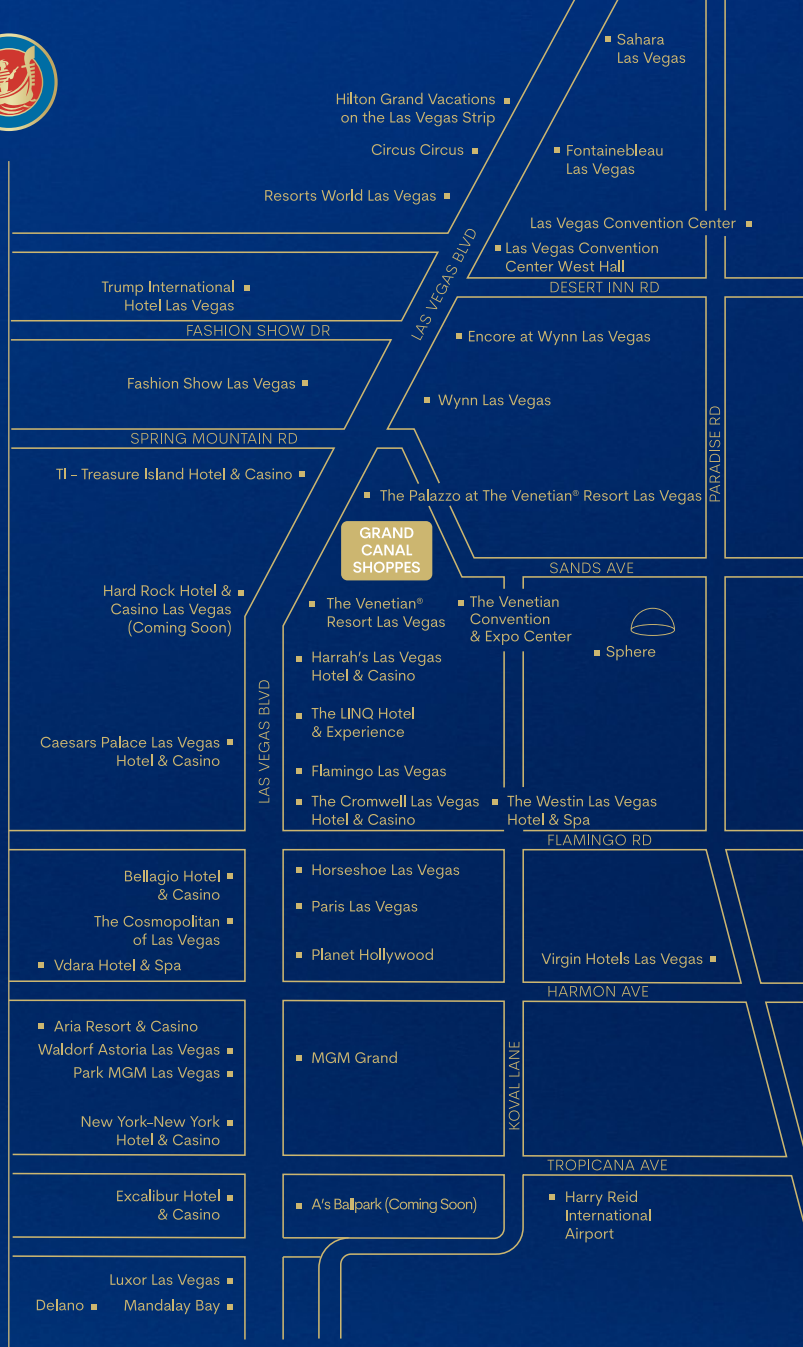 Sahara
Las Vegas
Hilton Grand Vacations
on the Las Vegas Strip
Circus Circus
Fontainebleau
Las Vegas
Resorts World Las Vegas
Las Vegas Convention Center
LAS VEGAS BLVD
Las Vegas Convention
Center West Hall
DESERT INN RD
Trump International
Hotel Las Vegas
FASHION SHOW DR
Encore at Wynn Las Vegas
Fashion Show Las Vegas
Wynn Las Vegas
PARADISE RD
SPRING MOUNTAIN RD
TI - Treasure Island Hotel & Casino
The Palazzo at The Venetian® Resort Las Vegas
GRAND
CANAL
SHOPPES
SANDS AVE
Hard Rock Hotel &
Casino Las Vegas
(Coming Soon)
The Venetian®
Resort Las Vegas
The Venetian
Convention
& Expo Center
Sphere
Harrah's Las Vegas
Hotel & Casino
LAS VEGAS BLVD
The LINQ Hotel
& Experience
Caesars Palace Las Vegas
Hotel & Casino
Flamingo Las Vegas
The Cromwell Las Vegas
Hotel & Casino
The Westin Las Vegas
Hotel & Spa
FLAMINGO RD
Bellagio Hotel
& Casino
Horseshoe Las Vegas
The Cosmopolitan
of Las Vegas
Paris Las Vegas
Vdara Hotel & Spa
Planet Hollywood
Virgin Hotels Las Vegas
HARMON AVE
Aria Resort & Casino
Waldorf Astoria Las Vegas
Park MGM Las Vegas
MGM Grand
KOVAL LANE
New York-New York
Hotel & Casino
TROPICANA AVE
Excalibur Hotel
& Casino
A's Ballpark (Coming Soon)
Harry Reid
International
Airport
Luxor Las Vegas
Delano
Mandalay Bay